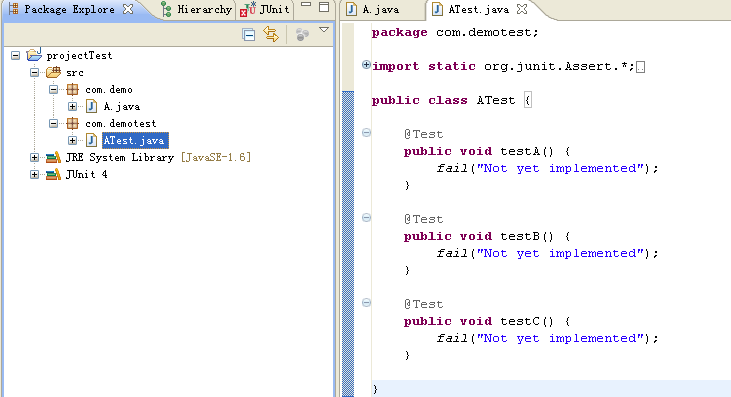 Package Explore
Hierarchy
JUnit
projectTest
src
com.demo
A.java
com.demotest
ATest.java
JRE System Library [JavaSE-1.6]
JUnit 4
A.java
ATest.java
package com.demotest;
import static org.junit.Assert.*;
public class ATest {
@Test
public void testA() {
fail("Not yet implemented");
}
@Test
public void testB() {
fail("Not yet implemented");
}
@Test
public void testC() {
fail("Not yet implemented");
}
}